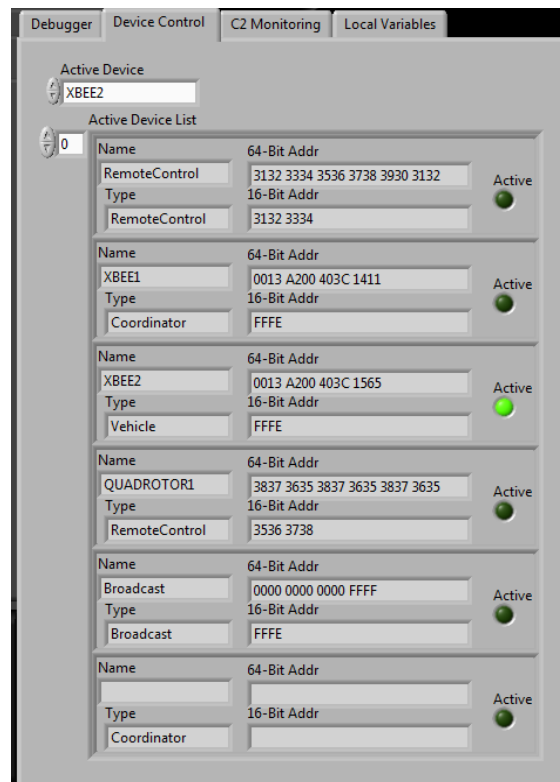 Debugger Device Control C2 Monitoring Local Variables
Active Device
XBEE2
Active Device List
0
Name 64-Bit Addr
RemoteControl 3132 3334 3536 3738 3930 3132 Active
Type 16-Bit Addr
RemoteControl 3132 3334
Name 64-Bit Addr
XBEE1 0013 A200 403C 1411 Active
Type 16-Bit Addr
Coordinator FFFE
Name 64-Bit Addr
XBEE2 0013 A200 403C 1565 Active
Type 16-Bit Addr
Vehicle FFFE
Name 64-Bit Addr
QUADROTOR1 3837 3635 3837 3635 3837 3635 Active
Type 16-Bit Addr
RemoteControl 3536 3738
Name 64-Bit Addr
Broadcast 0000 0000 0000 FFFF Active
Type 16-Bit Addr
Broadcast FFFE
Name 64-Bit Addr
Active
Type 16-Bit Addr
Coordinator